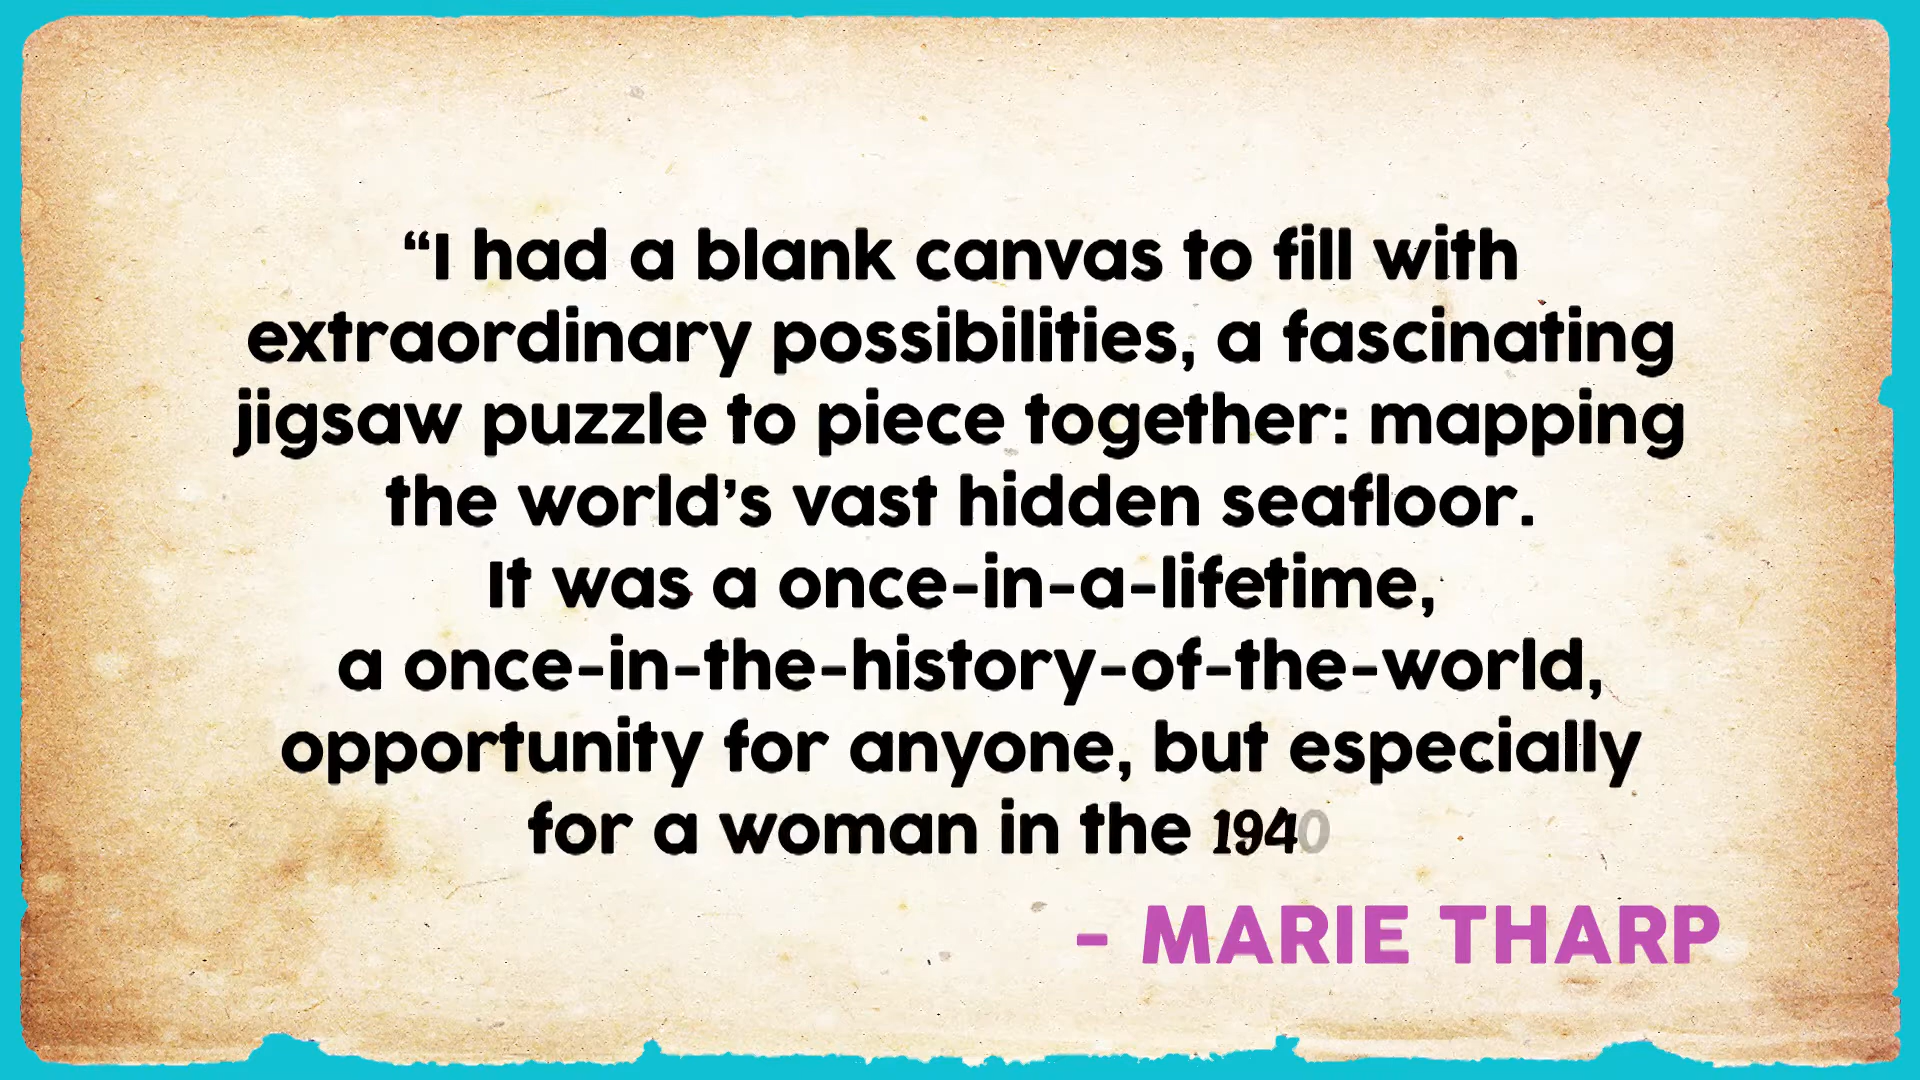 “I had a blank canvas to fill with
extraordinary possibilities, a fascinating
jigsaw puzzle to piece together: mapping
the world’s vast hidden seafloor.
It was a once-in-a-lifetime,
a once-in-the-history-of-the-world,
opportunity for anyone, but especially
for a woman in the 1940
- MARIE THARP